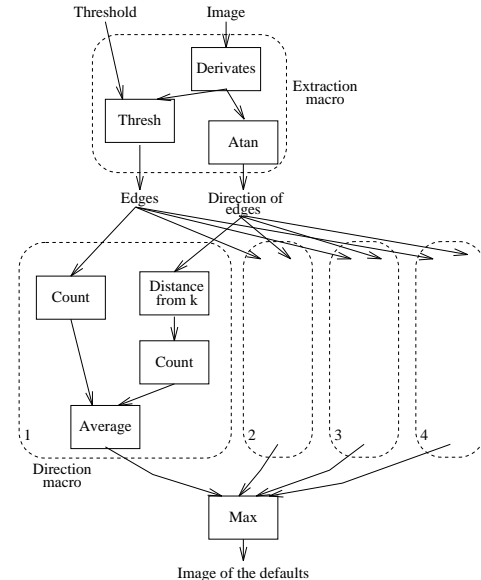 Threshold
Image
Derivates
Extraction
macro
Thresh
Atan
Edges
Direction of
edges
Count
Distance
from k
Count
Average
1
2
3
4
Direction
macro
Max
Image of the defaults